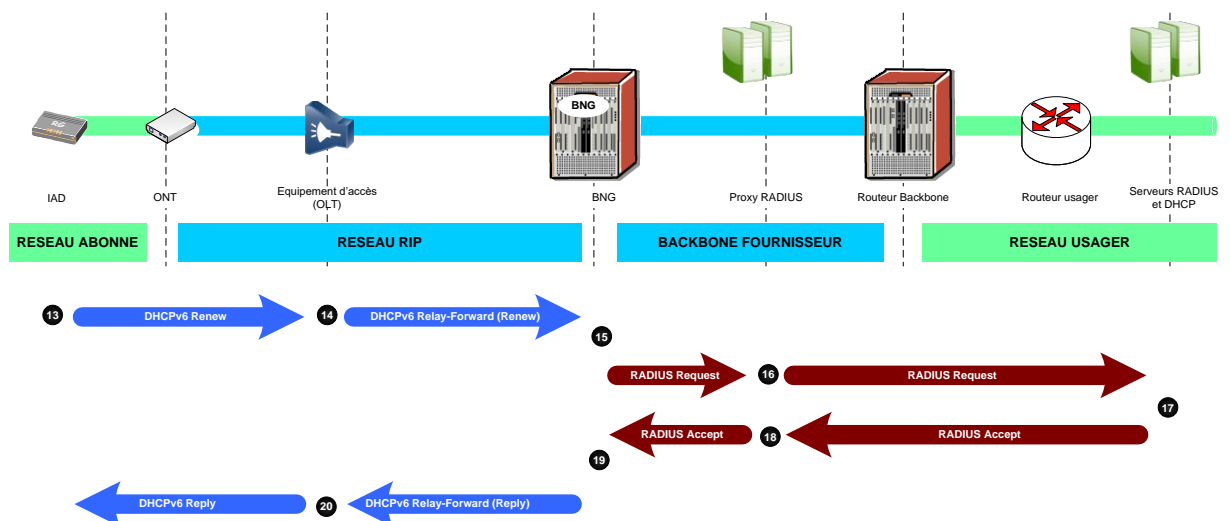 BNG
RG
IAD
ONT
Equipement d'accès
(OLT)
BNG
Proxy RADIUS
Routeur Backbone
Routeur usager
Serveurs RADIUS
et DHCP
RESEAU ABONNE
RESEAU RIP
BACKBONE FOURNISSEUR
RESEAU USAGER
13
DHCPv6 Renew
14
DHCPv6 Relay-Forward (Renew)
15
RADIUS Request
16
RADIUS Request
17
RADIUS Accept
18
RADIUS Accept
19
DHCPv6 Reply
20
DHCPv6 Relay-Forward (Reply)